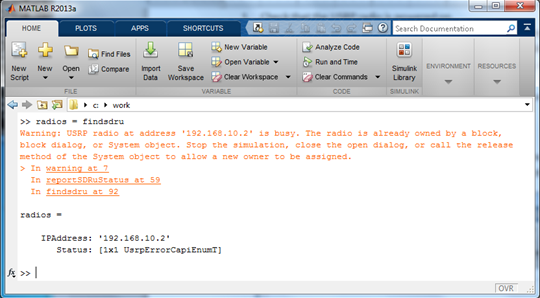 MATLAB R2013a
HOME PLOTS APPS SHORTCUTS Search Documentation
New Script New Open Find Files Compare Import Data Save Workspace New Variable Open Variable Clear Workspace Analyze Code Run and Time Clear Commands Simulink Library ENVIRONMENT RESOURCES
FILE VARIABLE CODE SIMULINK
c: work
>> radios = findsdru
Warning: USRP radio at address '192.168.10.2' is busy. The radio is already owned by a block,
block dialog, or System object. Stop the simulation, close the open dialog, or call the release
method of the System object to allow a new owner to be assigned.
> In warning at 7
In reportSDRuStatus at 59
In findsdru at 92
radios =
IPAddress: '192.168.10.2'
Status: [1x1 UsrpErrorCapiEnumT]
fx >>
OVR